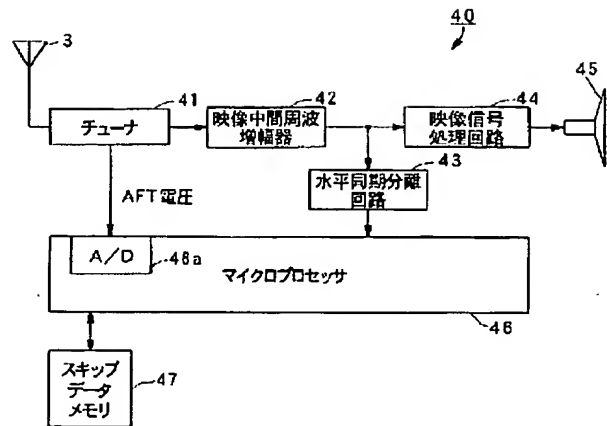 40
3
45
41
42
44
チューナ
映像中間周波
増幅器
映像信号
処理回路
43
水平同期分離
回路
AFT電圧
A/D
46a
マイクロプロセッサ
46
スキップ
データ
メモリ
47